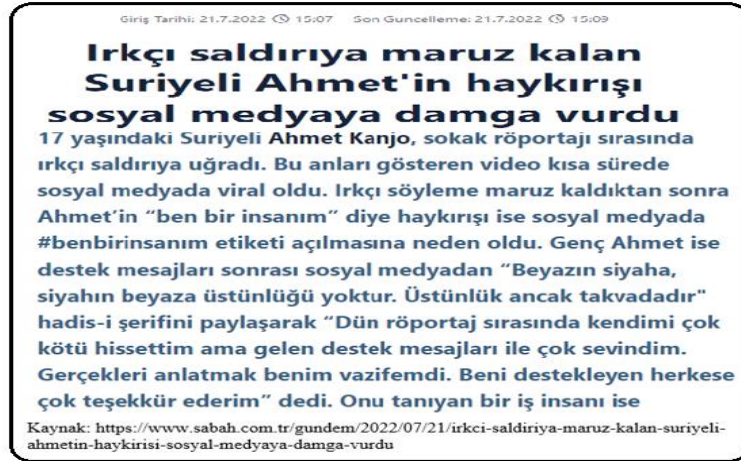 Giriş Tarihi: 21.7.2022 15:07 Son Guncelleme: 21.7.2022 15:09
Irkçı saldırıya maruz kalan
Suriyeli Ahmet'in haykırışı
sosyal medyaya damga vurdu
17 yaşındaki Suriyeli Ahmet Kanjo, sokak röportajı sırasında
ırkçı saldırıya uğradı. Bu anları gösteren video kısa sürede
sosyal medyada viral oldu. Irkçı söyleme maruz kaldıktan sonra
Ahmet'in “ben bir insanım” diye haykırışı ise sosyal medyada
#benbirinsanım etiketi açılmasına neden oldu. Genç Ahmet ise
destek mesajları sonrası sosyal medyadan “Beyazın siyaha,
siyahın beyaza üstünlüğü yoktur. Üstünlük ancak takvadadır"
hadis-i şerifini paylaşarak “Dün röportaj sırasında kendimi çok
kötü hissettim ama gelen destek mesajları ile çok sevindim.
Gerçekleri anlatmak benim vazifemdi. Beni destekleyen herkese
çok teşekkür ederim” dedi. Onu tanıyan bir iş insanı ise
Kaynak: https://www.sabah.com.tr/gundem/2022/07/21/irkci-saldiriya-maruz-kalan-suriyeli-
ahmetin-haykirisi-sosyal-medyaya-damga-vurdu